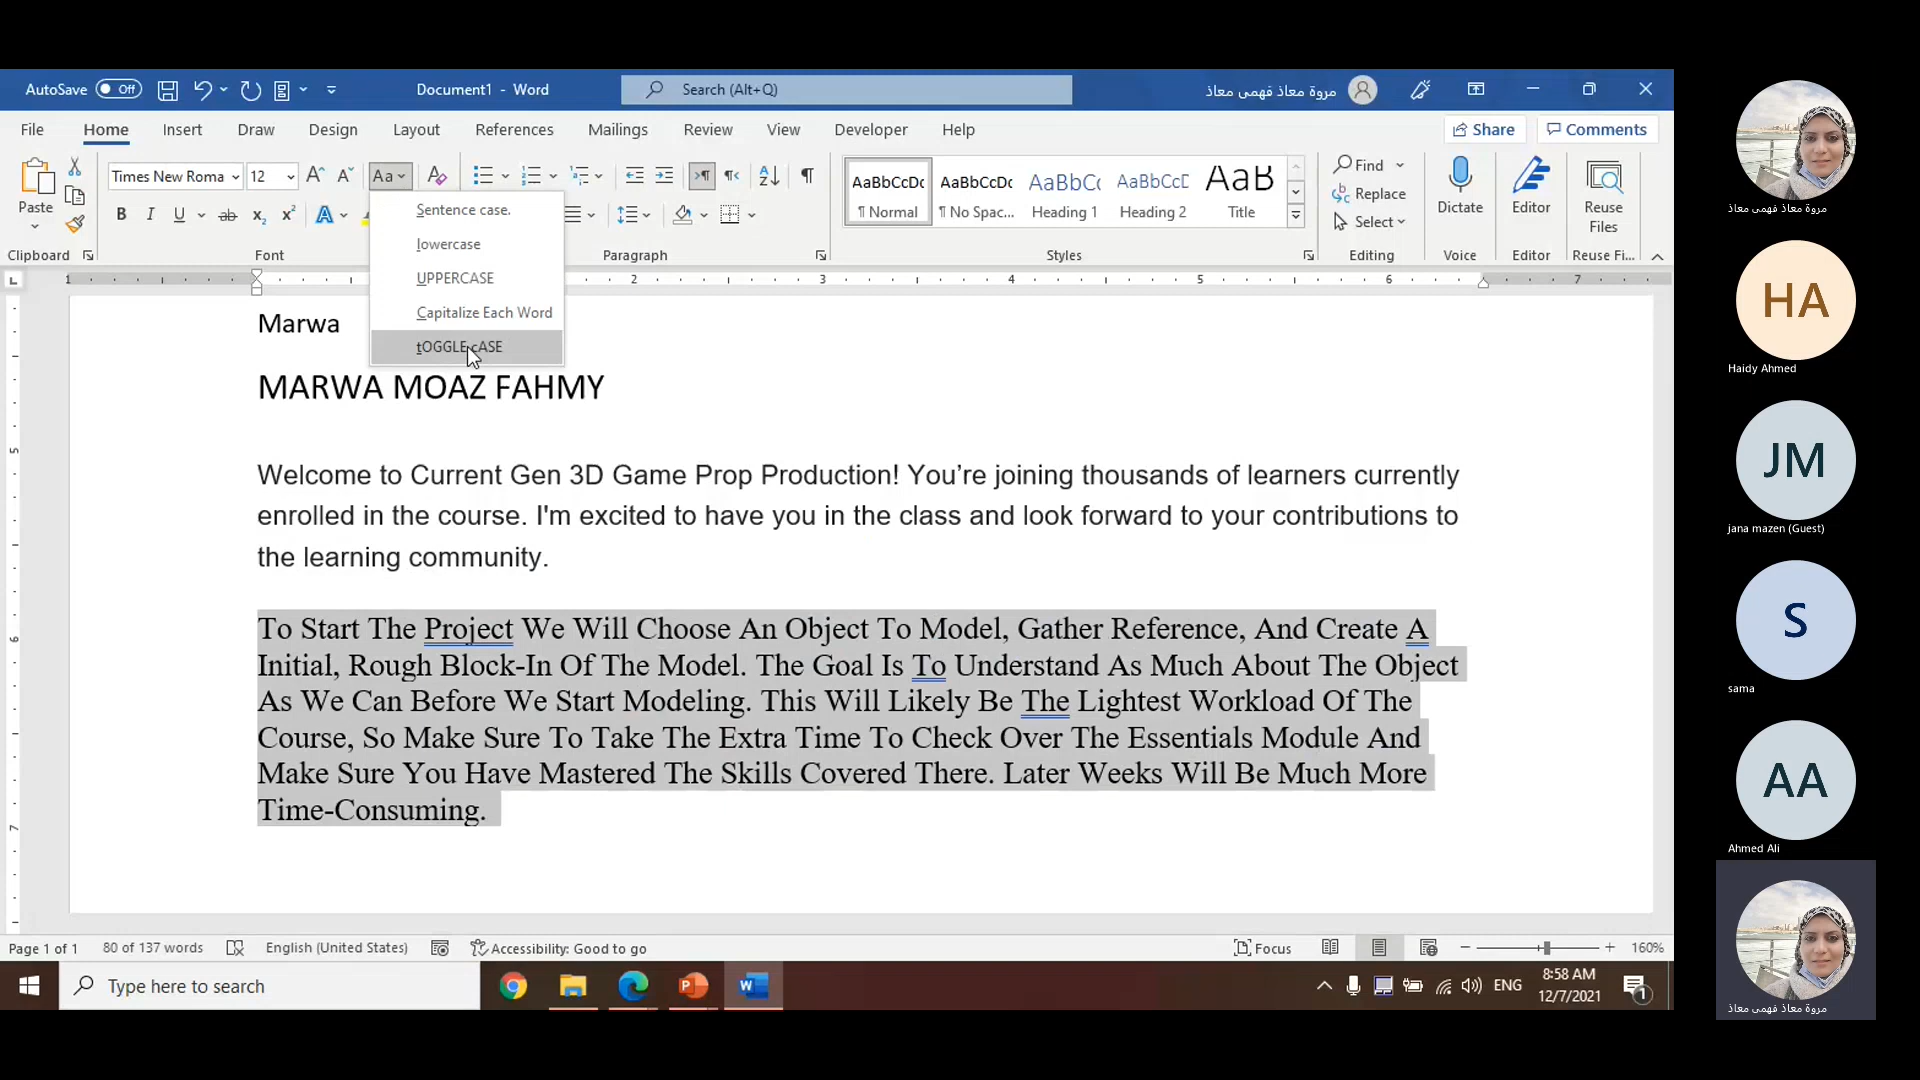 AutoSave Off Document1 - Word Search (Alt+Q) مروة معاذ فهمى معاذ
File Home Insert Draw Design Layout References Mailings Review View Developer Help Share Comments
Paste Times New Roma 12 Aa
Sentence case.
lowercase
UPPERCASE
Capitalize Each Word
tOGGLE cASE
AaBbCcDc AaBbCcDc AaBbCc AaBbCcD AaB
¶ Normal ¶ No Spac... Heading 1 Heading 2 Title
Find
Replace
Select
Dictate
Editor
Reuse
Files
Clipboard Font Paragraph Styles Editing Voice Editor Reuse Fi...
1 2 3 4 5 6 7
Marwa
MARWA MOAZ FAHMY
Welcome to Current Gen 3D Game Prop Production! You’re joining thousands of learners currently
enrolled in the course. I'm excited to have you in the class and look forward to your contributions to
the learning community.
To Start The Project We Will Choose An Object To Model, Gather Reference, And Create A
Initial, Rough Block-In Of The Model. The Goal Is To Understand As Much About The Object
As We Can Before We Start Modeling. This Will Likely Be The Lightest Workload Of The
Course, So Make Sure To Take The Extra Time To Check Over The Essentials Module And
Make Sure You Have Mastered The Skills Covered There. Later Weeks Will Be Much More
Time-Consuming.
5
6
7
Page 1 of 1 80 of 137 words English (United States) Accessibility: Good to go Focus 160%
Type here to search ENG 8:58 AM
12/7/2021 1
مروة معاذ فهمى معاذ
HA
Haidy Ahmed
JM
jana mazen (Guest)
S
sama
AA
Ahmed Ali
مروة معاذ فهمى معاذ